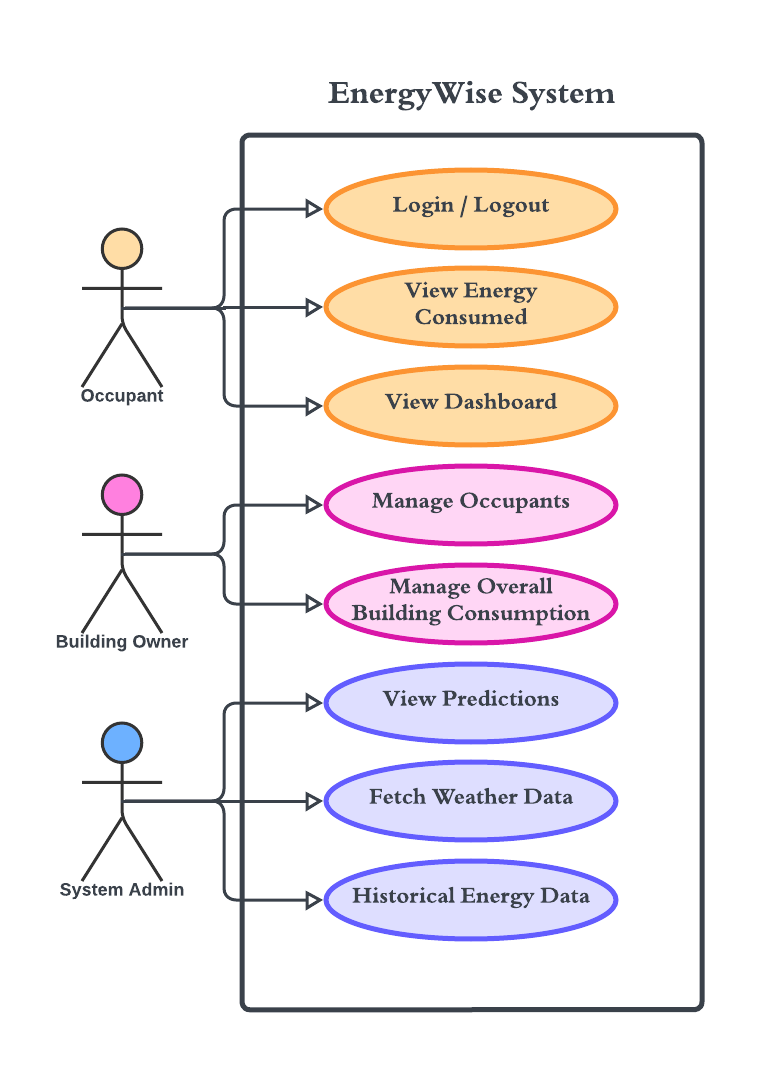 EnergyWise System
Login / Logout
View Energy
Consumed
View Dashboard
Occupant
Manage Occupants
Manage Overall
Building Consumption
Building Owner
View Predictions
Fetch Weather Data
Historical Energy Data
System Admin